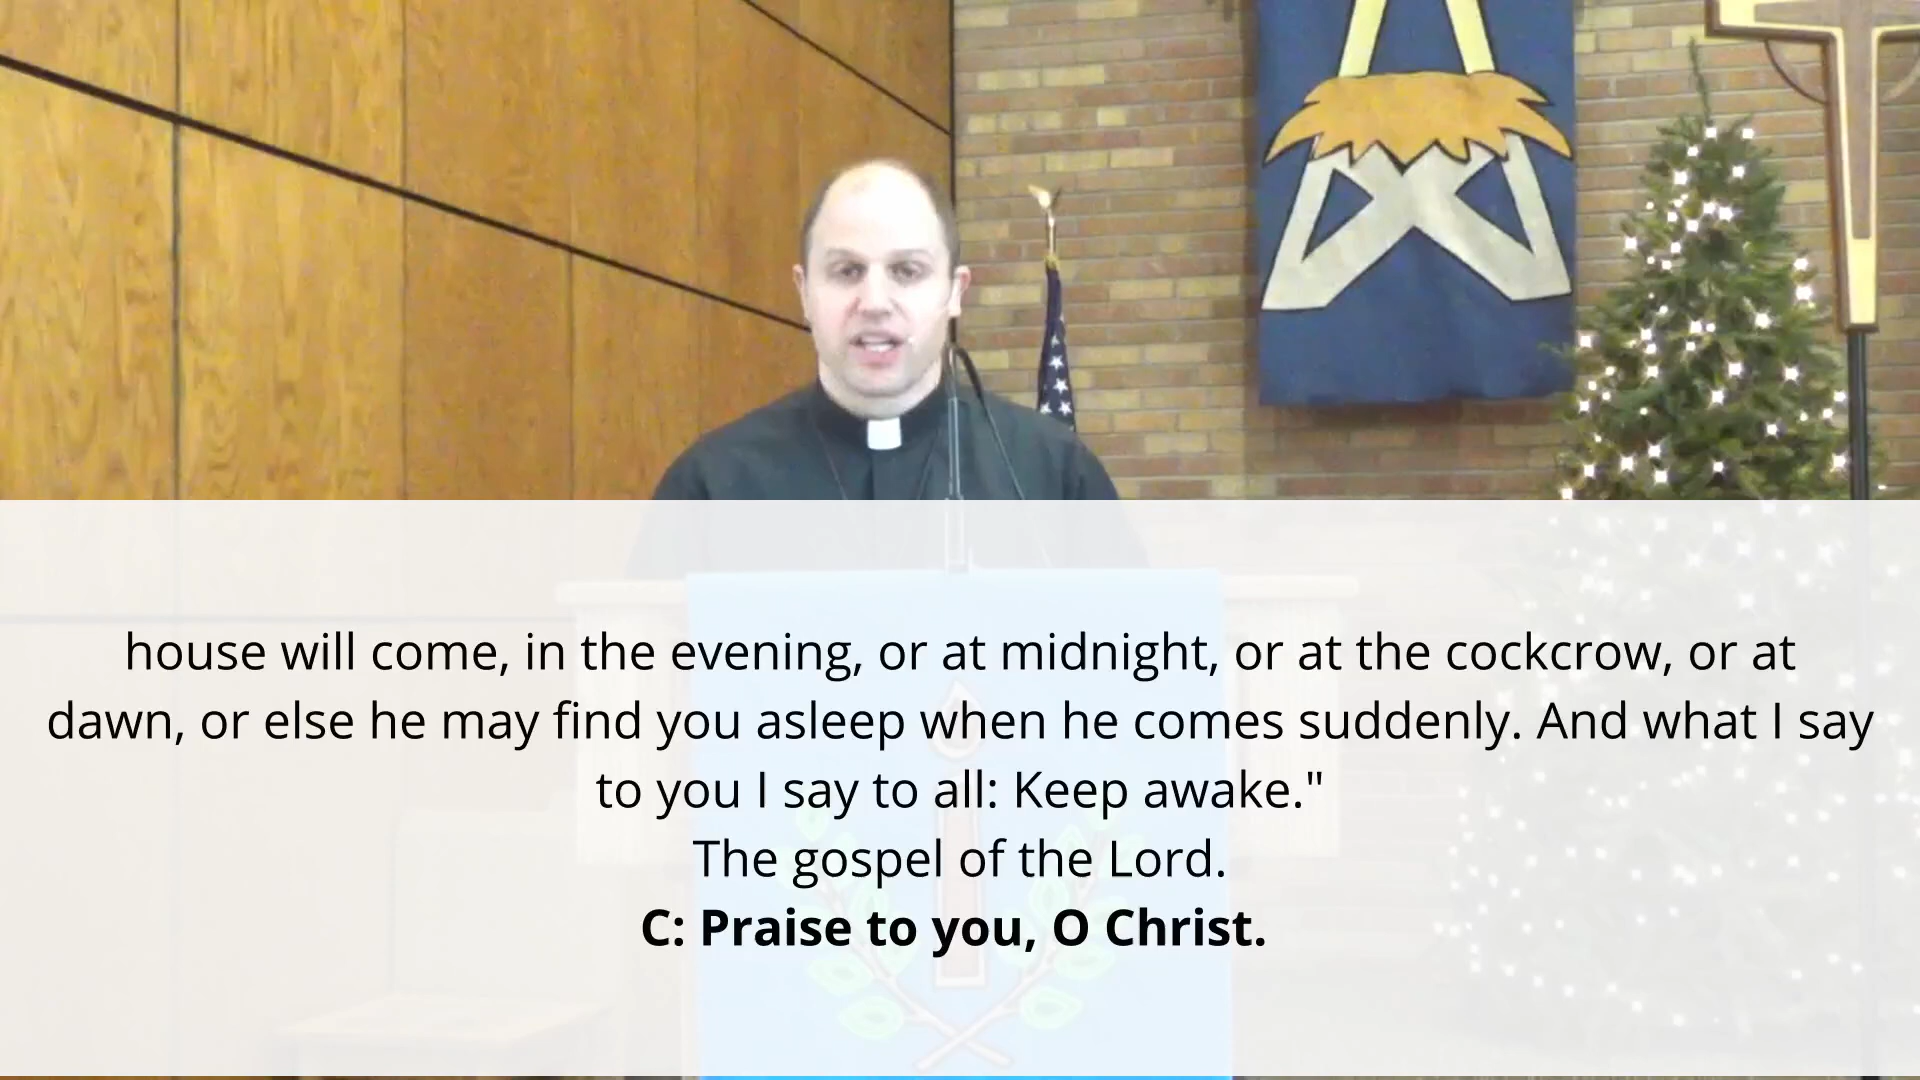 house will come, in the evening, or at midnight, or at the cockcrow, or at
dawn, or else he may find you asleep when he comes suddenly. And what I say
to you I say to all: Keep awake."
The gospel of the Lord.
C: Praise to you, O Christ.